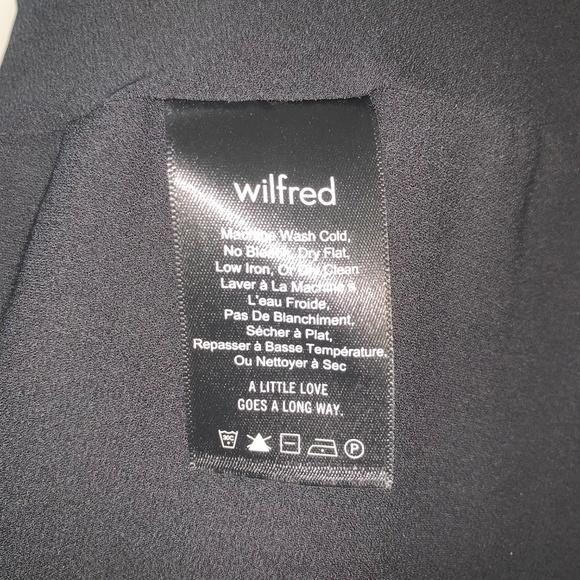 wilfred
Machine Wash Cold,
No Bleach, Dry Flat,
Low Iron, Or Dry Clean
Laver à La Machine à
L'eau Froide,
Pas De Blanchiment,
Sécher à Plat,
Repasser à Basse Température,
Ou Nettoyer à Sec
A LITTLE LOVE
GOES A LONG WAY.
30C P